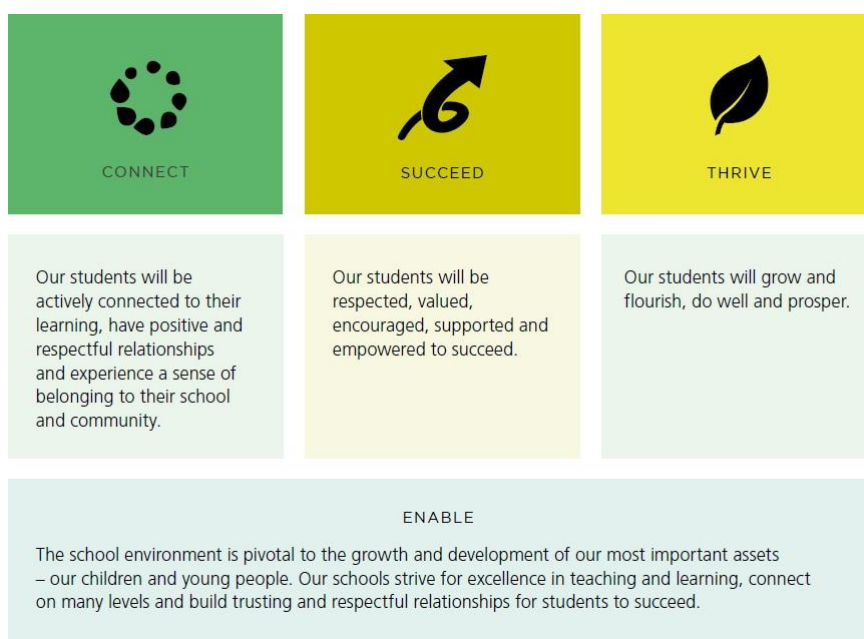 CONNECT
Our students will be
actively connected to their
learning, have positive and
respectful relationships
and experience a sense of
belonging to their school
and community.
SUCCEED
Our students will be
respected, valued,
encouraged, supported and
empowered to succeed.
THRIVE
Our students will grow and
flourish, do well and prosper.
ENABLE
The school environment is pivotal to the growth and development of our most important assets
– our children and young people. Our schools strive for excellence in teaching and learning, connect
on many levels and build trusting and respectful relationships for students to succeed.